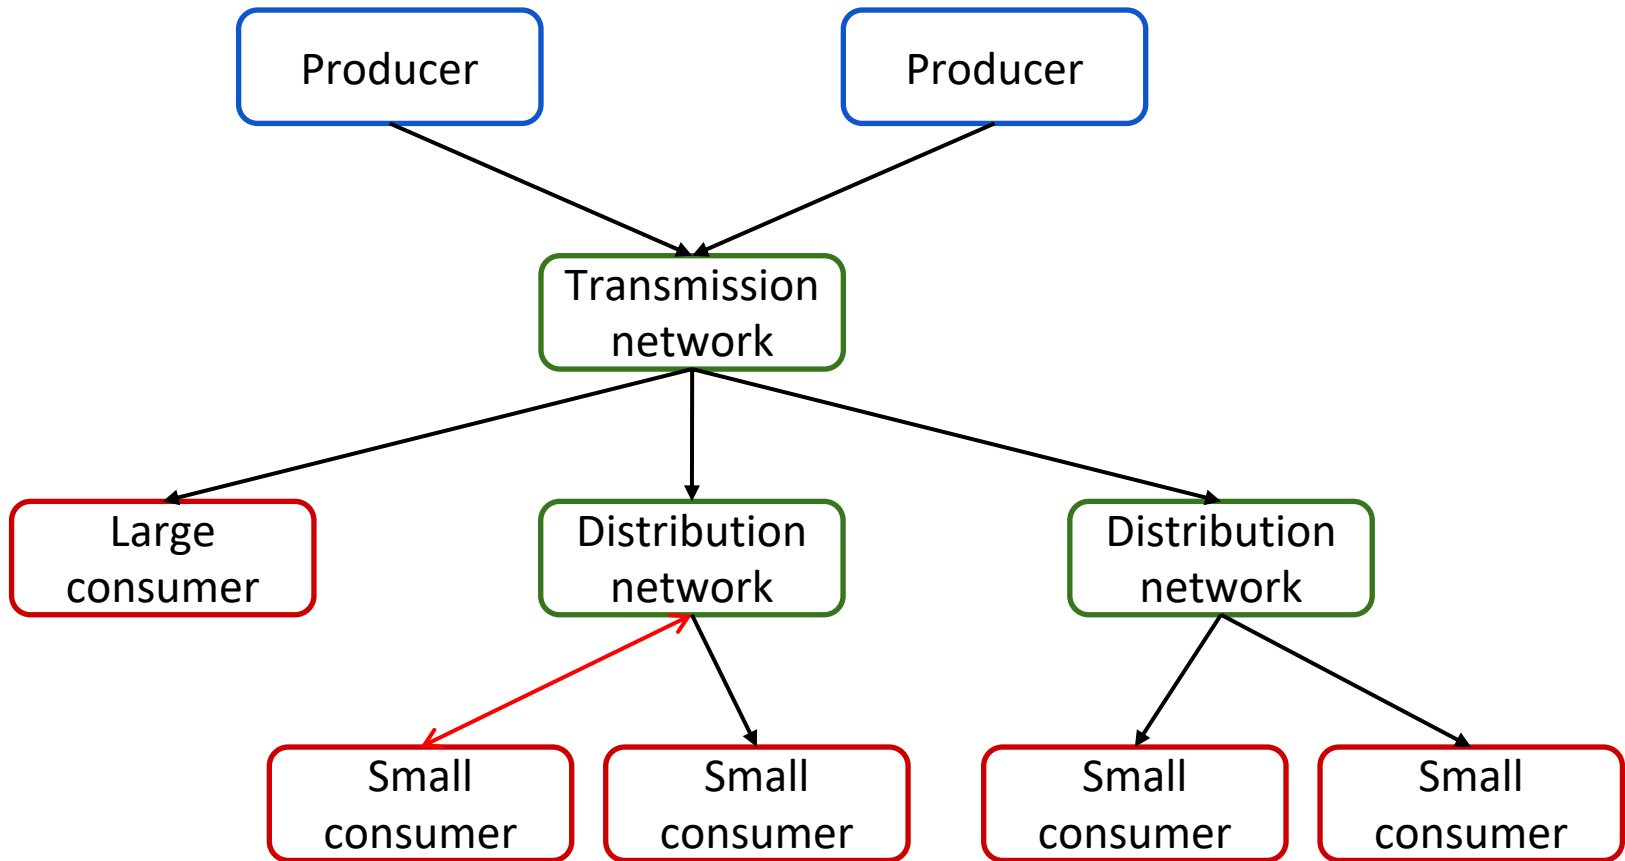 Producer
Producer
Transmission
network
Large
consumer
Distribution
network
Distribution
network
Small
consumer
Small
consumer
Small
consumer
Small
consumer